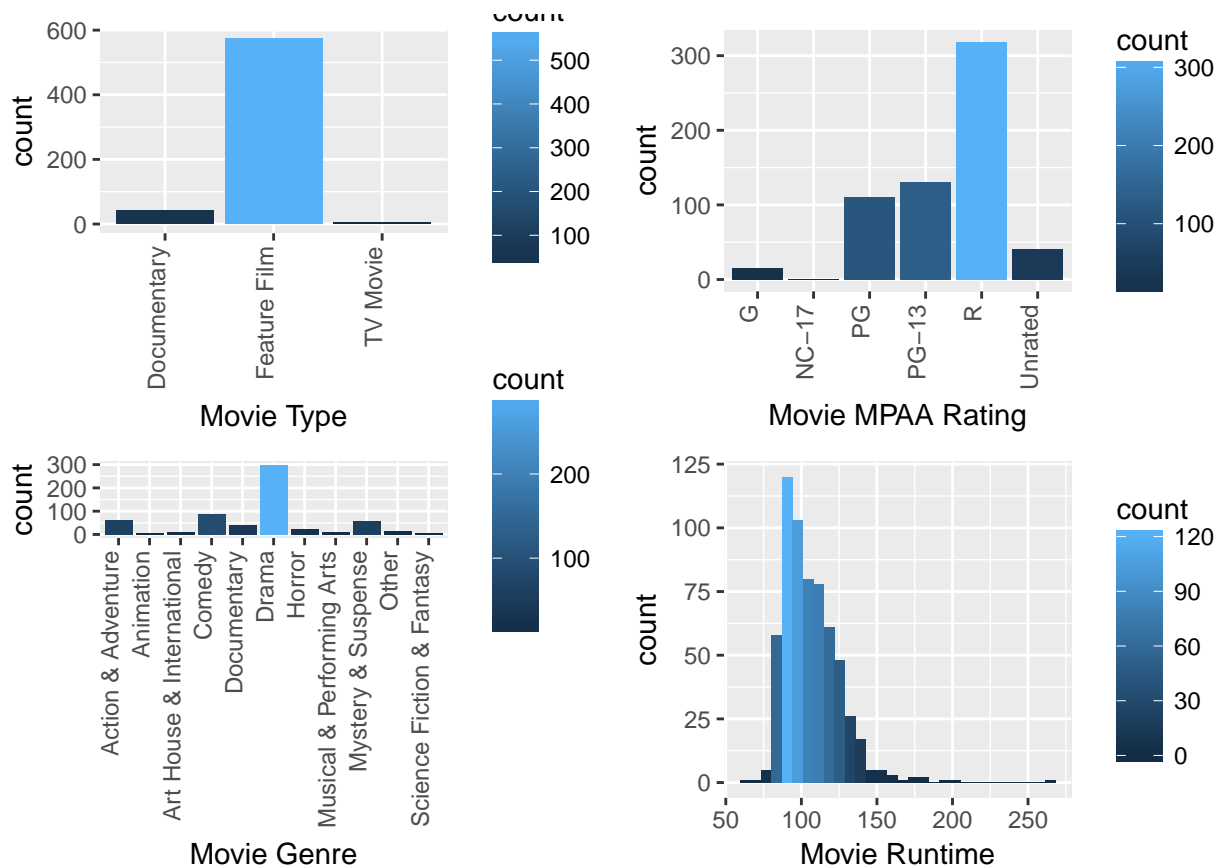 count
600
400
200
0
count
Documentary
Feature Film
TV Movie
Movie Type
500
400
300
200
100
count
300
200
100
0
G
NC−17
PG
PG−13
R
Unrated
Movie MPAA Rating
count
300
200
100
count
300
200
100
0
Action & Adventure
Animation
Art House & International
Comedy
Documentary
Drama
Horror
Musical & Performing Arts
Mystery & Suspense
Other
Science Fiction & Fantasy
Movie Genre
count
200
100
count
125
100
75
50
25
0
50
100
150
200
250
Movie Runtime
count
120
90
60
30
0